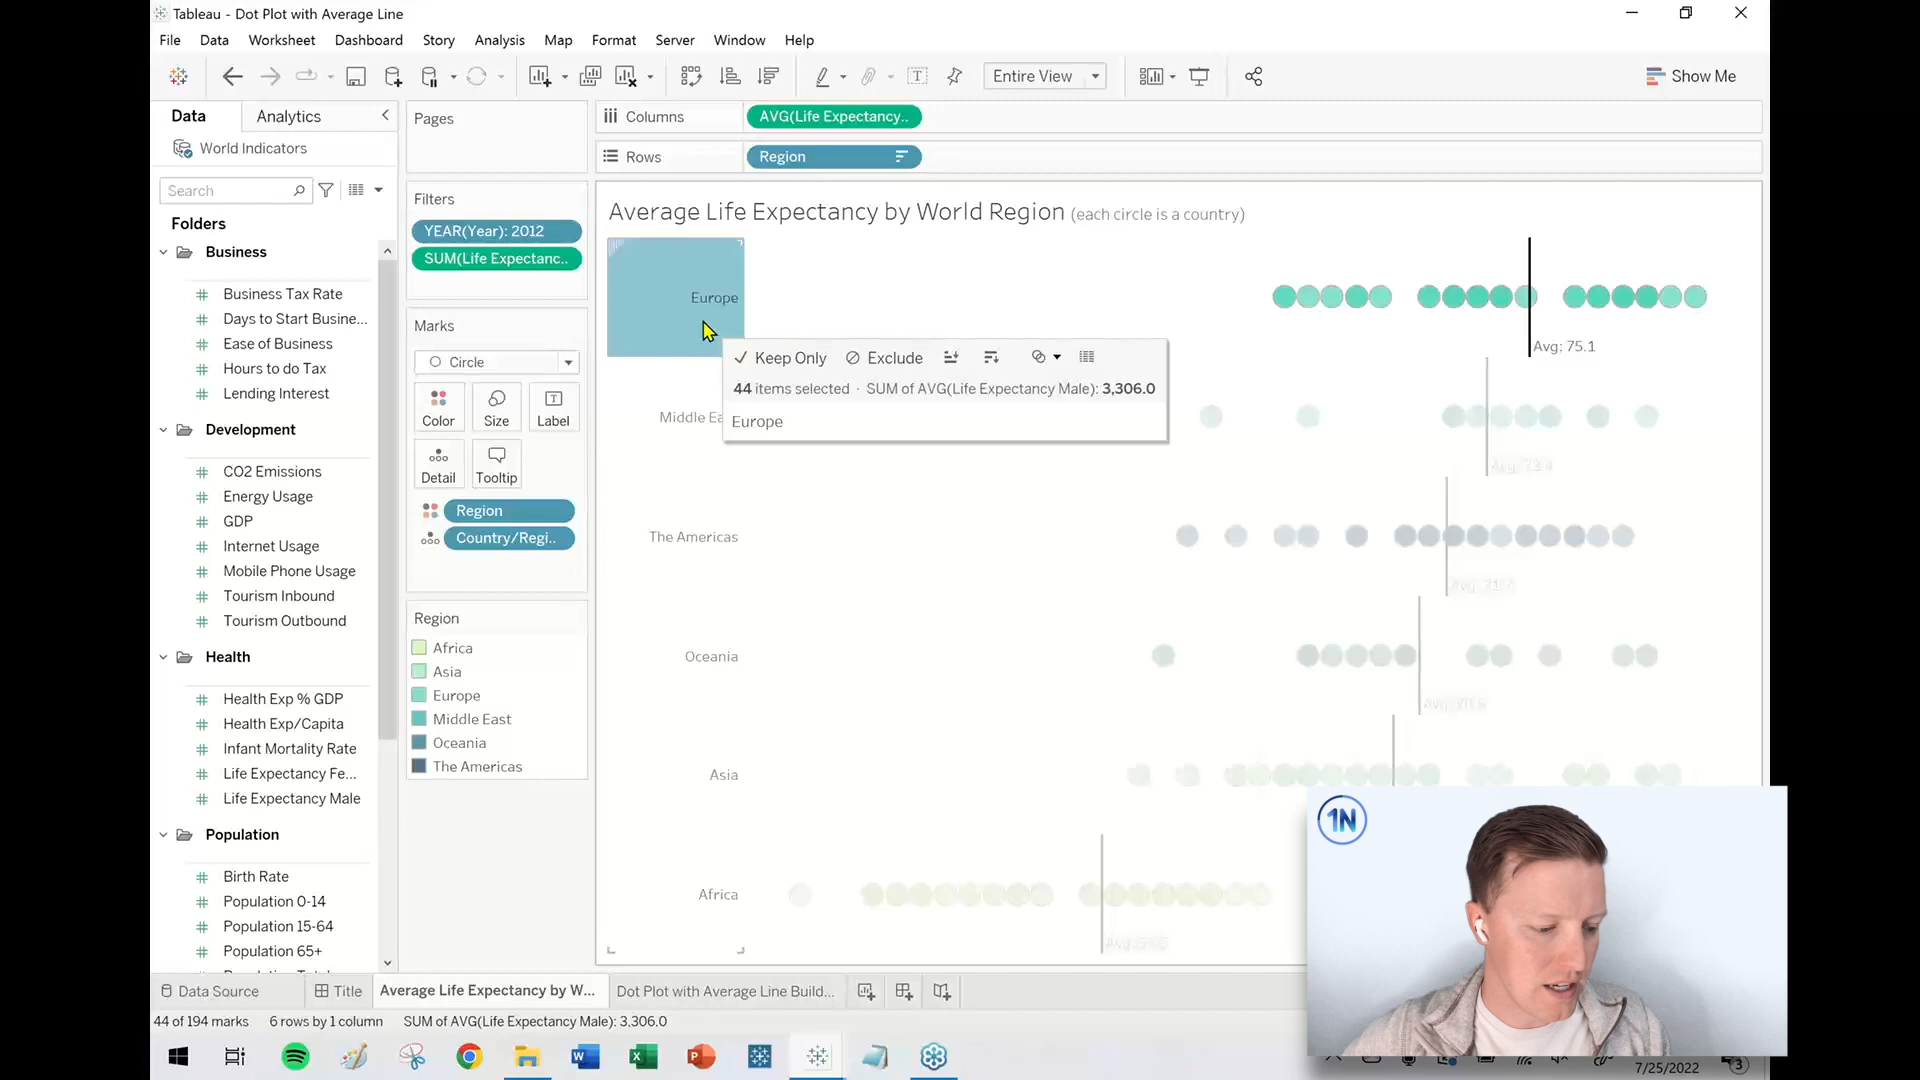 Tableau - Dot Plot with Average Line
File Data Worksheet Dashboard Story Analysis Map Format Server Window Help
Entire View
Show Me
Data
Analytics
World Indicators
Search
Folders
Business
Business Tax Rate
Days to Start Busine...
Ease of Business
Hours to do Tax
Lending Interest
Development
CO2 Emissions
Energy Usage
GDP
Internet Usage
Mobile Phone Usage
Tourism Inbound
Tourism Outbound
Health
Health Exp % GDP
Health Exp/Capita
Infant Mortality Rate
Life Expectancy Fe...
Life Expectancy Male
Population
Birth Rate
Population 0-14
Population 15-64
Population 65+
Pages
Filters
YEAR(Year): 2012
SUM(Life Expectanc..
Marks
Circle
Color
Size
Label
Detail
Tooltip
Region
Country/Regi..
Region
Africa
Asia
Europe
Middle East
Oceania
The Americas
Columns
AVG(Life Expectancy..
Rows
Region
Average Life Expectancy by World Region (each circle is a country)
Europe
Avg: 75.1
Keep Only
Exclude
44 items selected · SUM of AVG(Life Expectancy Male): 3,306.0
Europe
Middle Ea
The Americas
Oceania
Asia
Africa
1N
Data Source
Title
Average Life Expectancy by W...
Dot Plot with Average Line Build...
44 of 194 marks
6 rows by 1 column
SUM of AVG(Life Expectancy Male): 3,306.0
7/25/2022
3